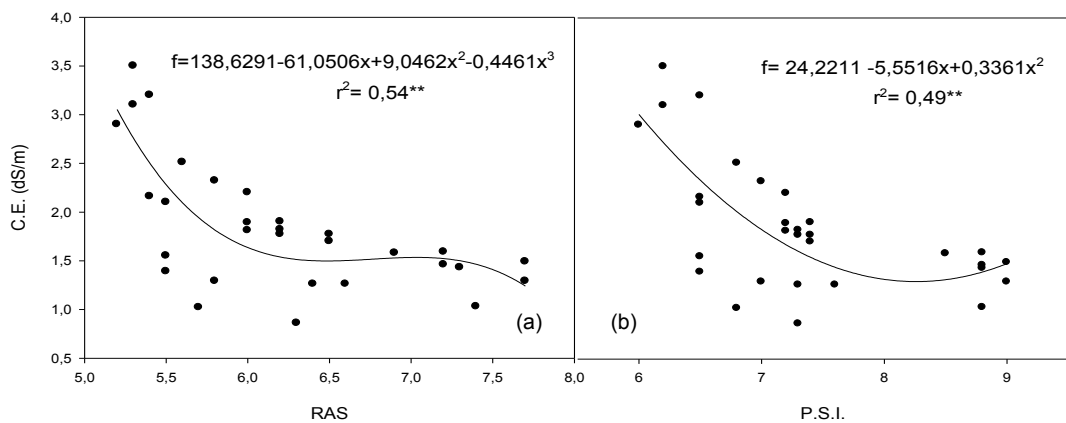 f=138,6291-61,0506x+9,0462x²-0,4461x³
r²= 0,54**
f= 24,2211 -5,5516x+0,3361x²
r²= 0,49**
C.E. (dS/m)
4,0
3,5
3,0
2,5
2,0
1,5
1,0
0,5
(a)
(b)
5,0 5,5 6,0 6,5 7,0 7,5 8,0
6 7 8 9
RAS
P.S.I.